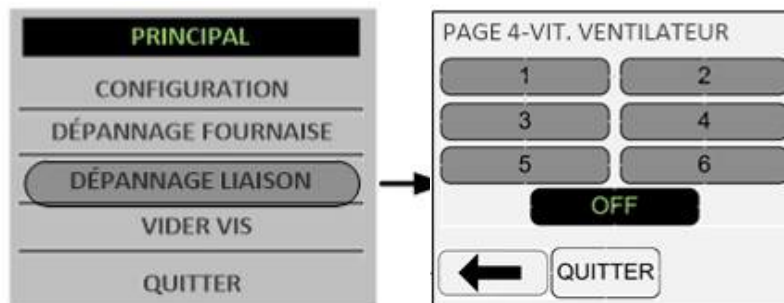 PRINCIPAL
CONFIGURATION
DÉPANNAGE FOURNAISE
DÉPANNAGE LIAISON
VIDER VIS
QUITTER
PAGE 4-VIT. VENTILATEUR
1 2
3 4
5 6
OFF
QUITTER